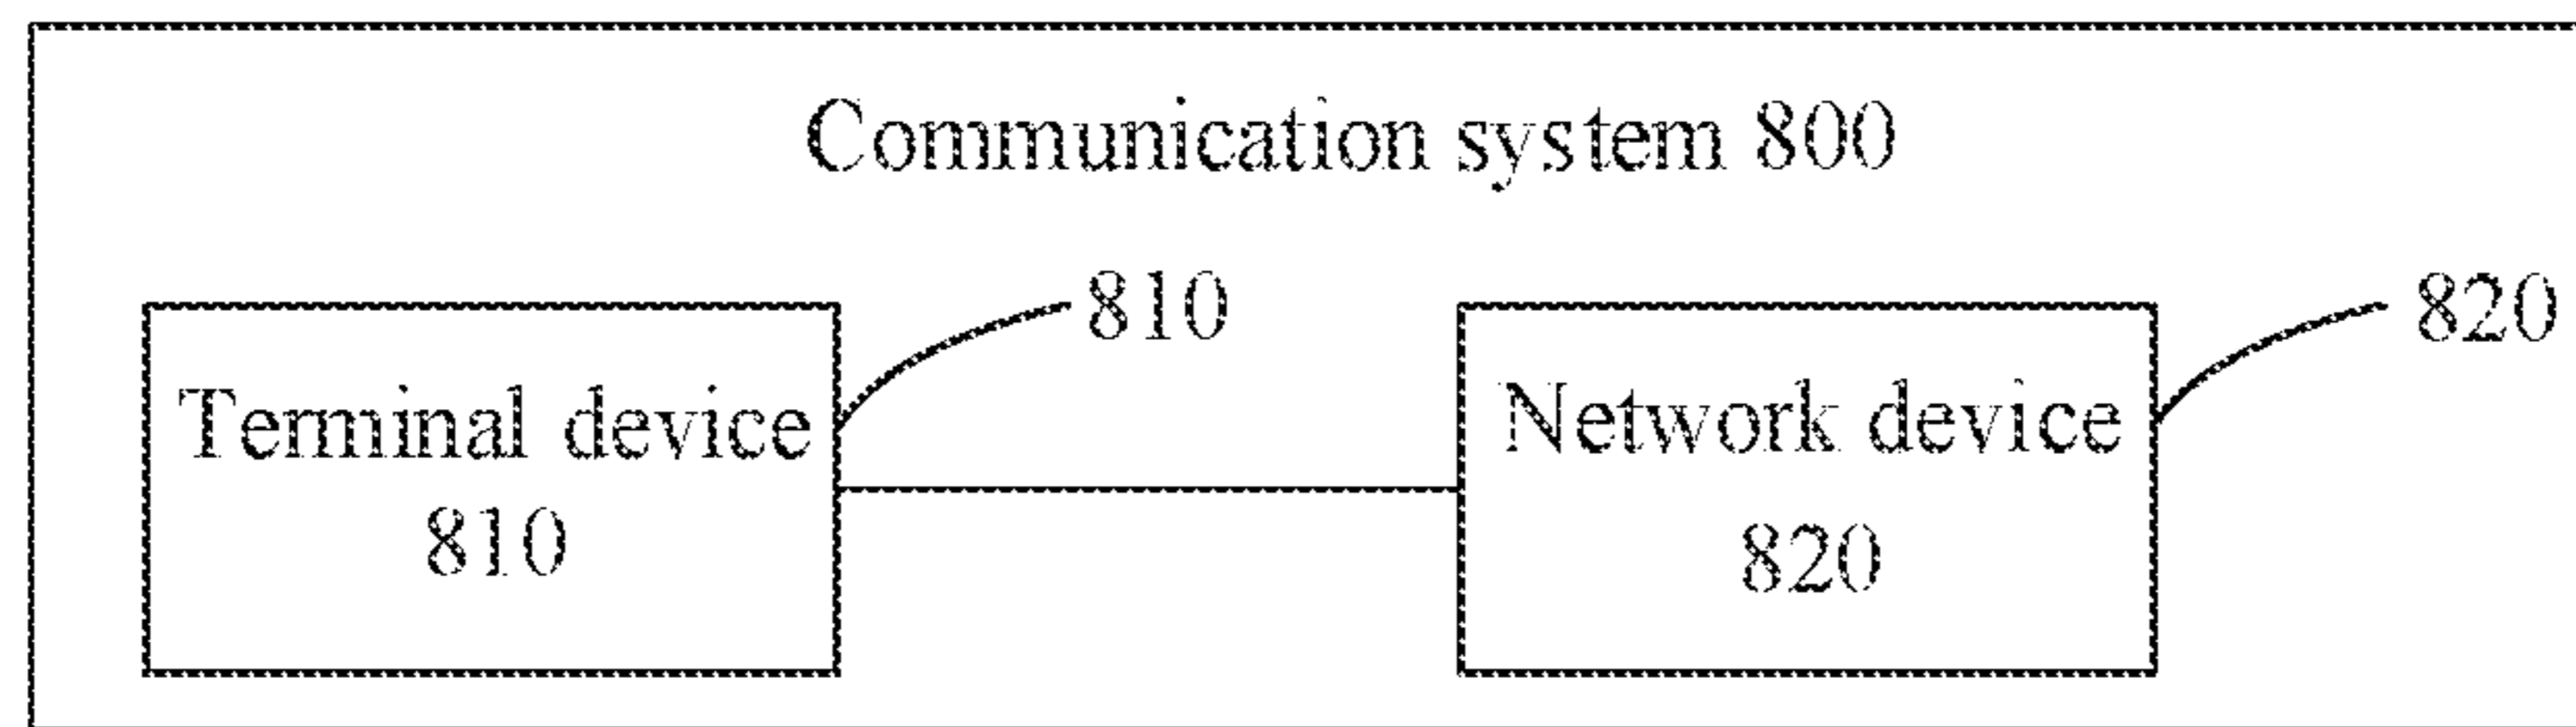 Communication system 800
810
820
Terminal device
810
Network device
820